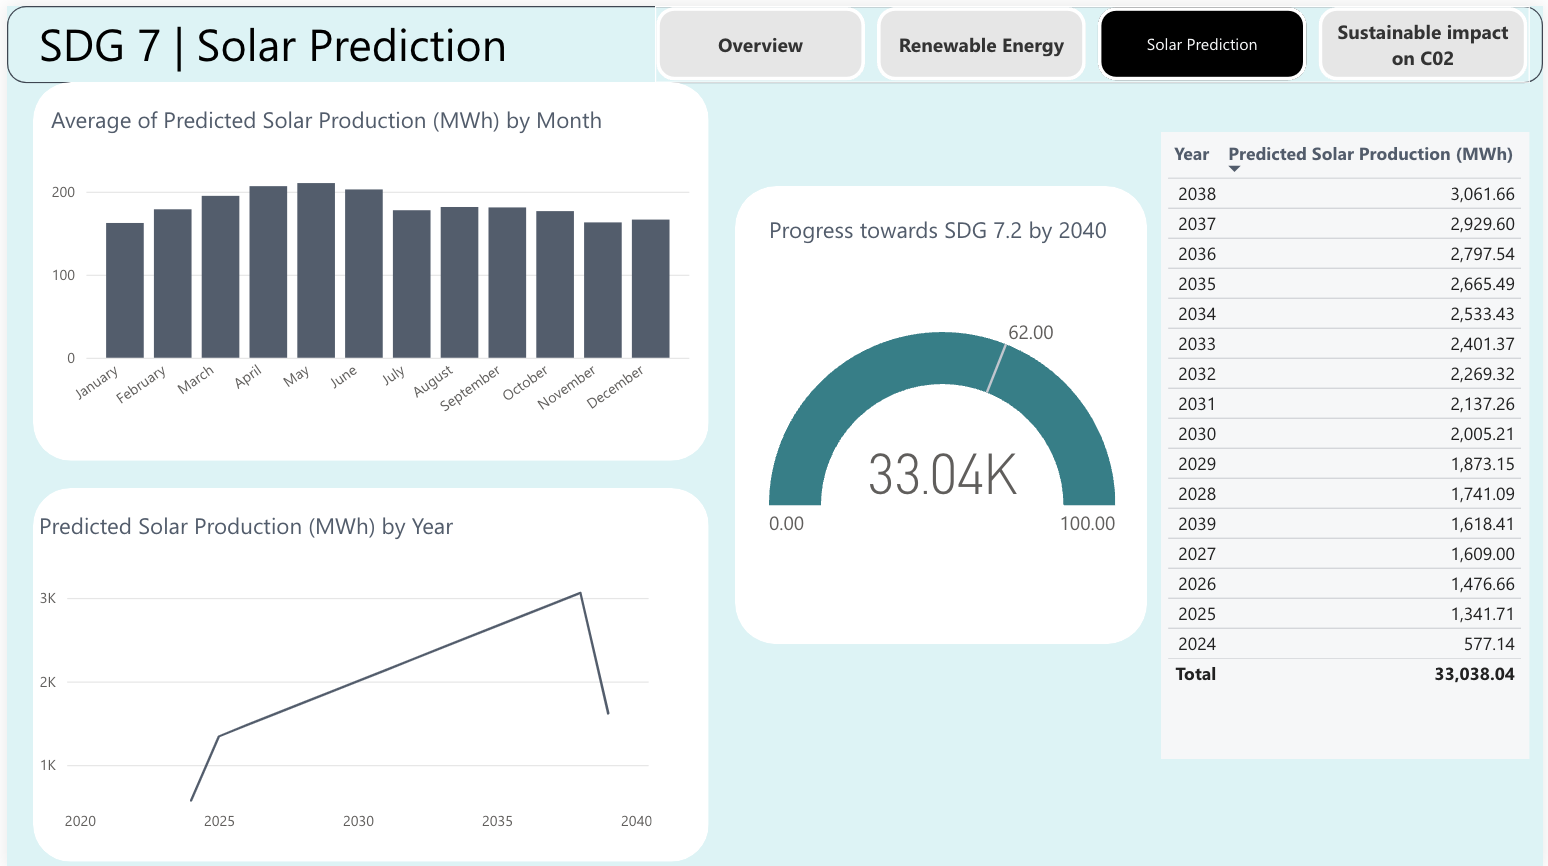 SDG 7 | Solar Prediction
Overview
Renewable Energy
Solar Prediction
Sustainable impact
on C02
Average of Predicted Solar Production (MWh) by Month
200
100
0
January
February
March
April
May
June
July
August
September
October
November
December
Predicted Solar Production (MWh) by Year
3K
2K
1K
2020
2025
2030
2035
2040
Progress towards SDG 7.2 by 2040
62.00
33.04K
0.00
100.00
Year Predicted Solar Production (MWh)
2038 3,061.66
2037 2,929.60
2036 2,797.54
2035 2,665.49
2034 2,533.43
2033 2,401.37
2032 2,269.32
2031 2,137.26
2030 2,005.21
2029 1,873.15
2028 1,741.09
2039 1,618.41
2027 1,609.00
2026 1,476.66
2025 1,341.71
2024 577.14
Total 33,038.04